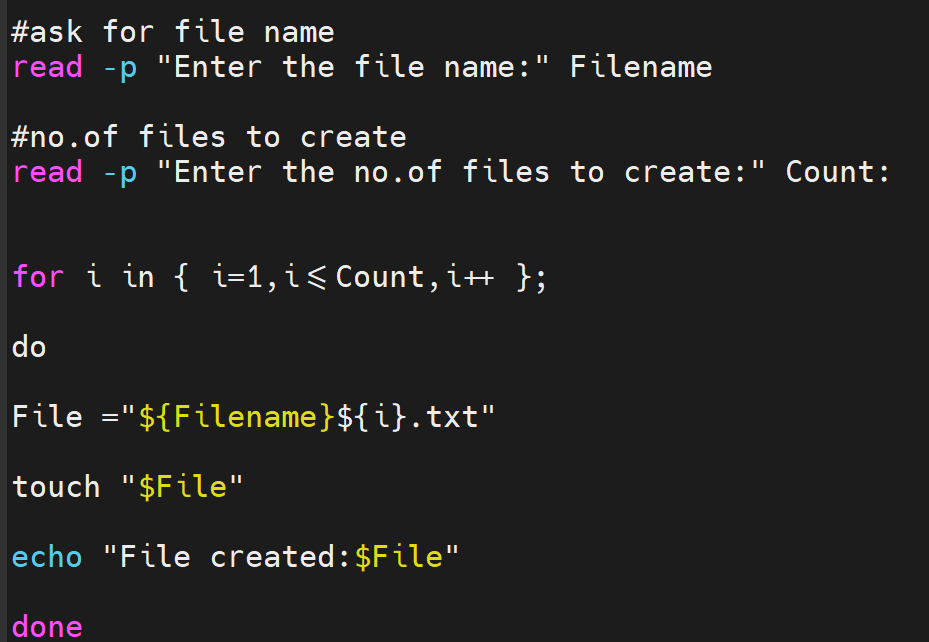 #ask for file name
read -p "Enter the file name:" Filename
#no.of files to create
read -p "Enter the no.of files to create:" Count:
for i in { i=1,i<=Count,i++ };
do
File ="${Filename}${i}.txt"
touch "$File"
echo "File created:$File"
done